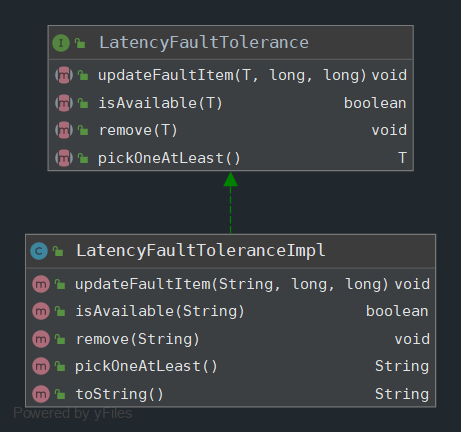 I LatencyFaultTolerance
m updateFaultItem(T, long, long) void
m isAvailable(T) boolean
m remove(T) void
m pickOneAtLeast() T
C LatencyFaultToleranceImpl
m updateFaultItem(String, long, long) void
m isAvailable(String) boolean
m remove(String) void
m pickOneAtLeast() String
m toString() String
Powered by yFiles